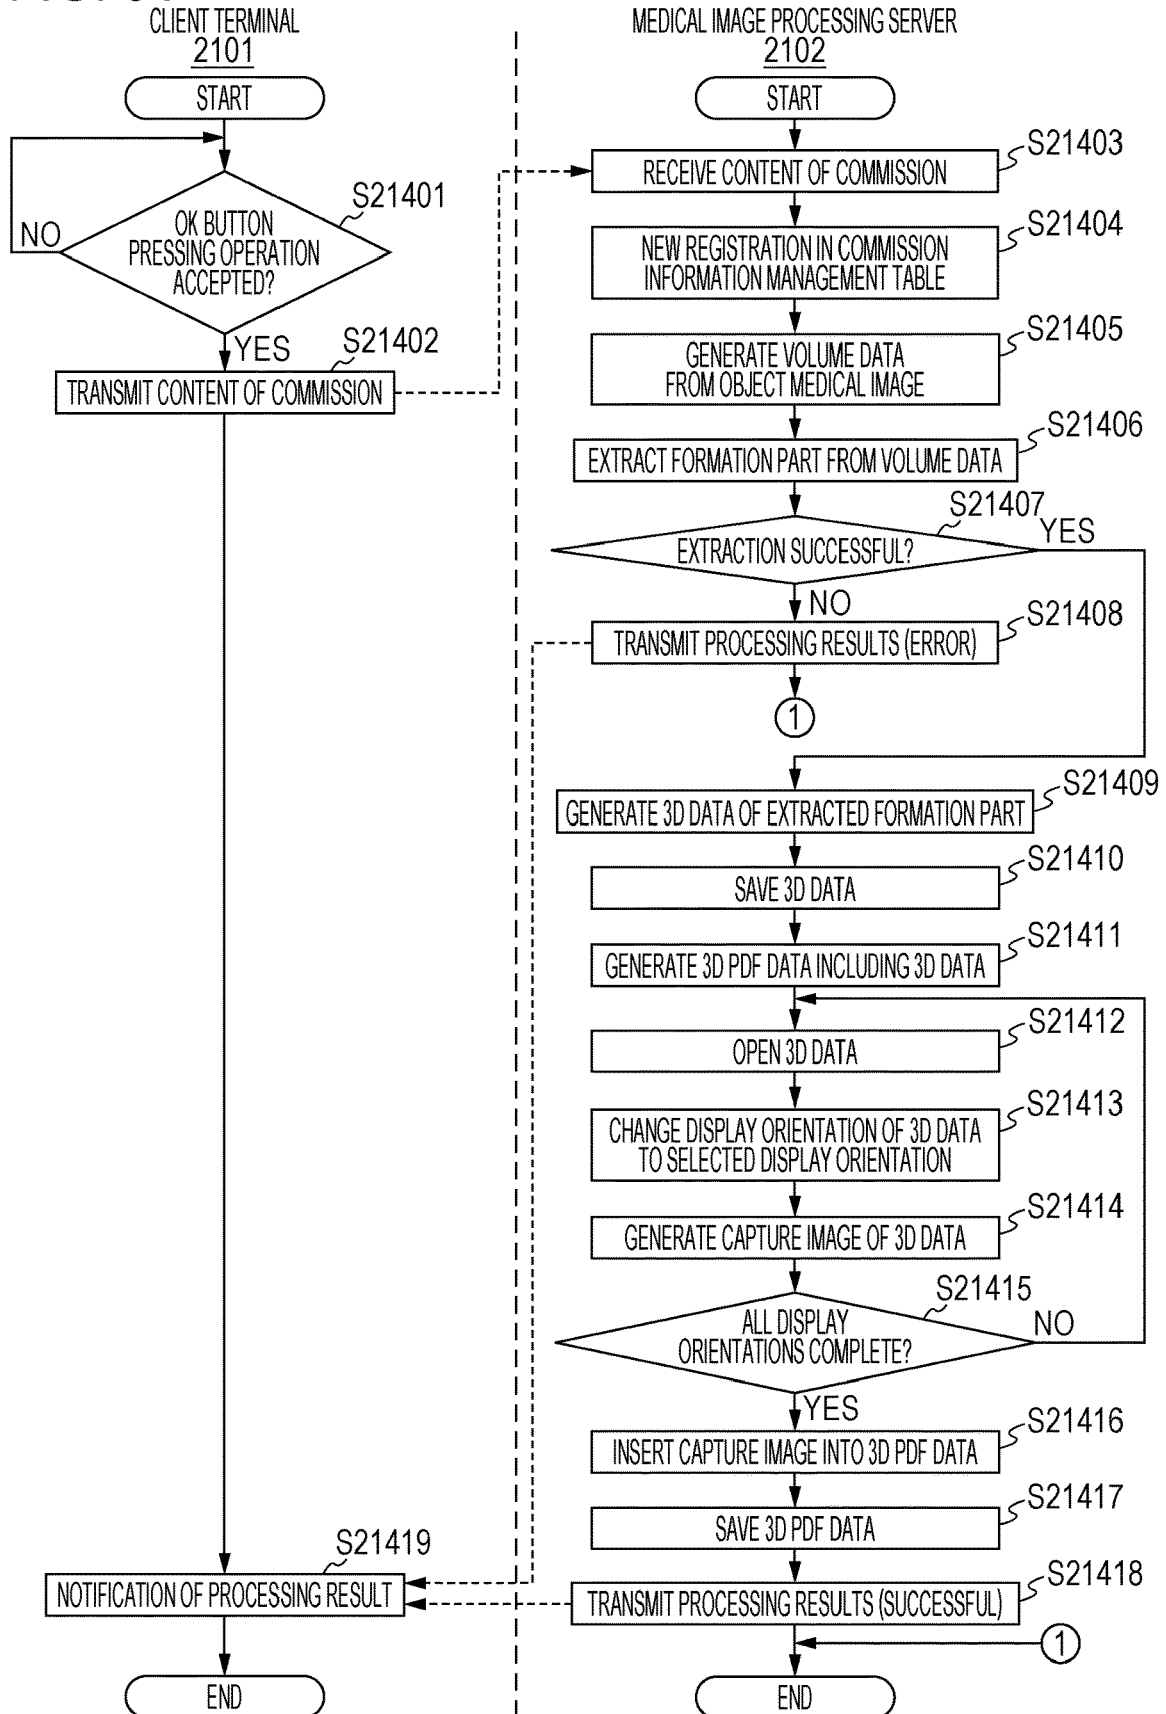 CLIENT TERMINAL
2101
START
S21401
OK BUTTON
PRESSING OPERATION
ACCEPTED?
NO
YES
S21402
TRANSMIT CONTENT OF COMMISSION
S21419
NOTIFICATION OF PROCESSING RESULT
END
MEDICAL IMAGE PROCESSING SERVER
2102
START
S21403
RECEIVE CONTENT OF COMMISSION
S21404
NEW REGISTRATION IN COMMISSION
INFORMATION MANAGEMENT TABLE
S21405
GENERATE VOLUME DATA
FROM OBJECT MEDICAL IMAGE
S21406
EXTRACT FORMATION PART FROM VOLUME DATA
S21407
EXTRACTION SUCCESSFUL?
YES
NO
S21408
TRANSMIT PROCESSING RESULTS (ERROR)
1
S21409
GENERATE 3D DATA OF EXTRACTED FORMATION PART
S21410
SAVE 3D DATA
S21411
GENERATE 3D PDF DATA INCLUDING 3D DATA
S21412
OPEN 3D DATA
S21413
CHANGE DISPLAY ORIENTATION OF 3D DATA
TO SELECTED DISPLAY ORIENTATION
S21414
GENERATE CAPTURE IMAGE OF 3D DATA
S21415
ALL DISPLAY
ORIENTATIONS COMPLETE?
NO
YES
S21416
INSERT CAPTURE IMAGE INTO 3D PDF DATA
S21417
SAVE 3D PDF DATA
S21418
TRANSMIT PROCESSING RESULTS (SUCCESSFUL)
1
END